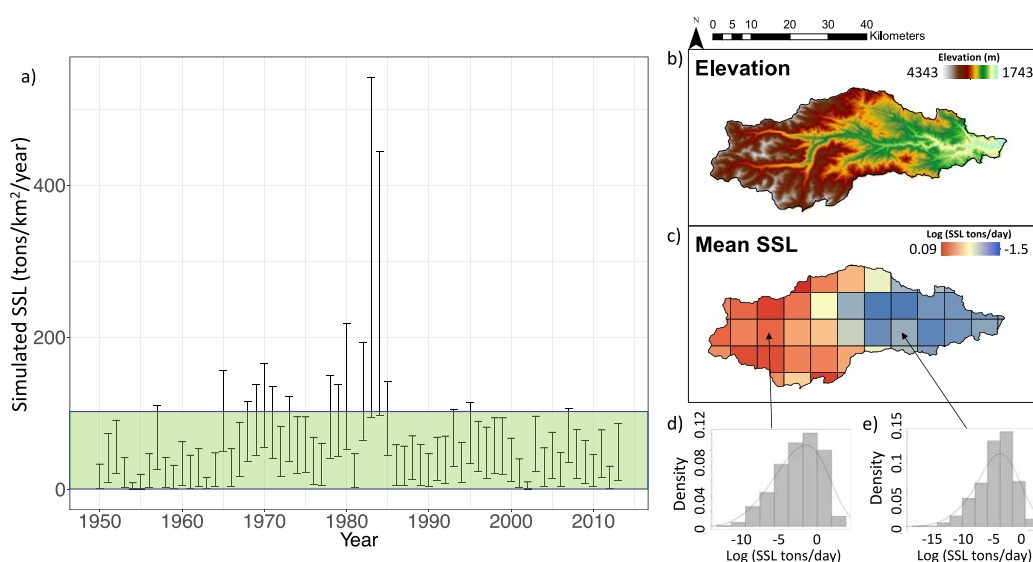 a)
Simulated SSL (tons/km²/year)
400
200
0
1950 1960 1970 1980 1990 2000 2010
Year
0 5 10 20 30 40
Kilometers
N
b)
Elevation
Elevation (m)
4343 1743
c)
Mean SSL
Log (SSL tons/day)
0.09 -1.5
d)
Density
0.12
0.08
0.04
0
-10 -5 0
Log (SSL tons/day)
e)
Density
0.15
0.1
0.05
0
-15 -10 -5 0
Log (SSL tons/day)